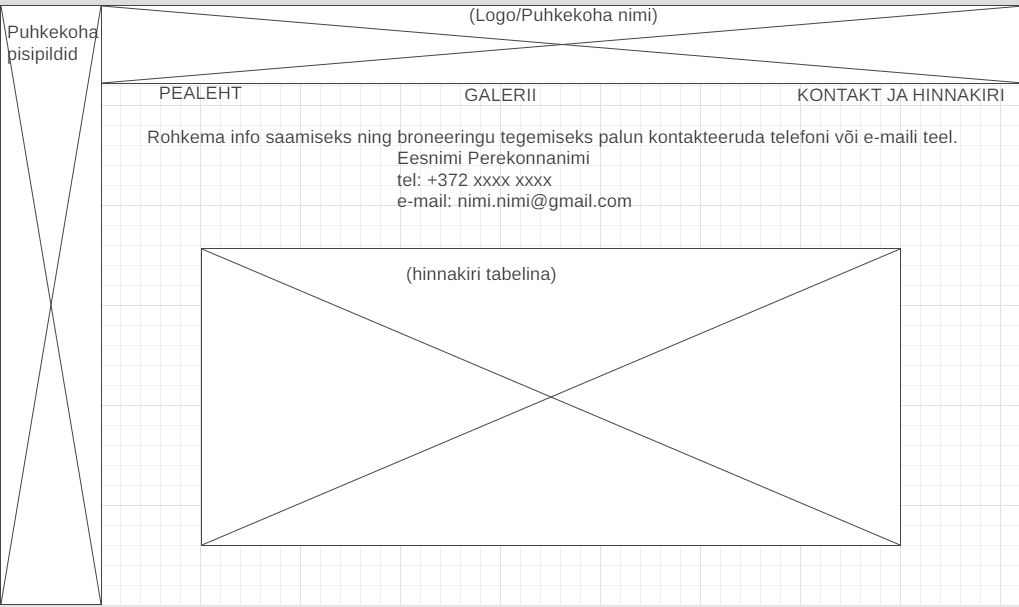 (Logo/Puhkekoha nimi)
Puhkekoha
pisipildid
PEALEHT
GALERII
KONTAKT JA HINNAKIRI
Rohkema info saamiseks ning broneeringu tegemiseks palun kontakteeruda telefoni või e-maili teel.
Eesnimi Perekonnanimi
tel: +372 xxxx xxxx
e-mail: nimi.nimi@gmail.com
(hinnakiri tabelina)